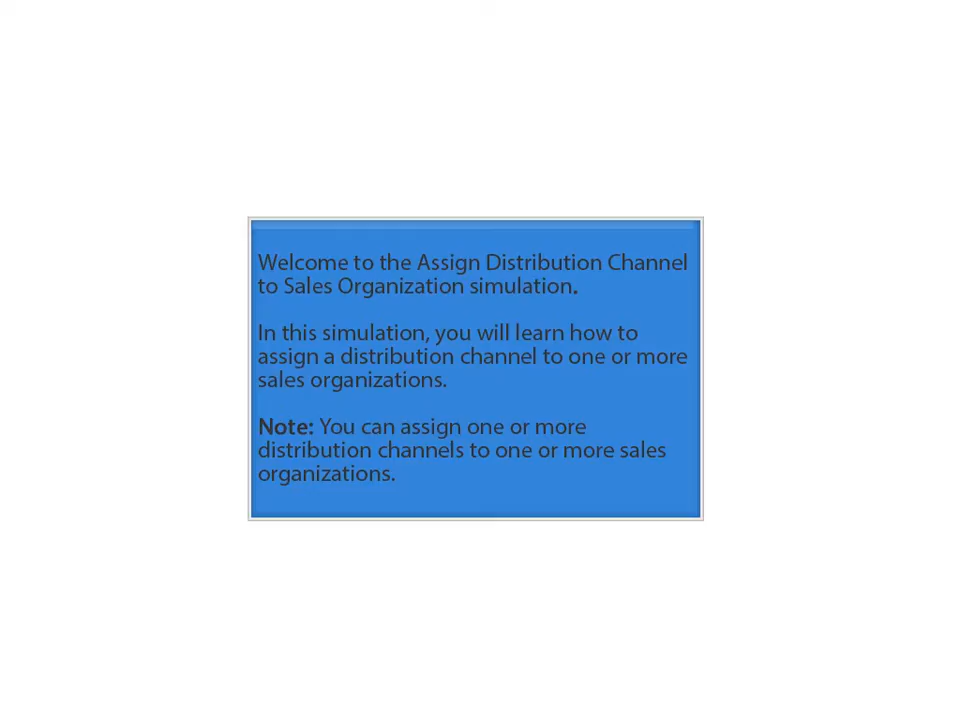 Welcome to the Assign Distribution Channel
to Sales Organization simulation.
In this simulation, you will learn how to
assign a distribution channel to one or more
sales organizations.
Note: You can assign one or more
distribution channels to one or more sales
organizations.